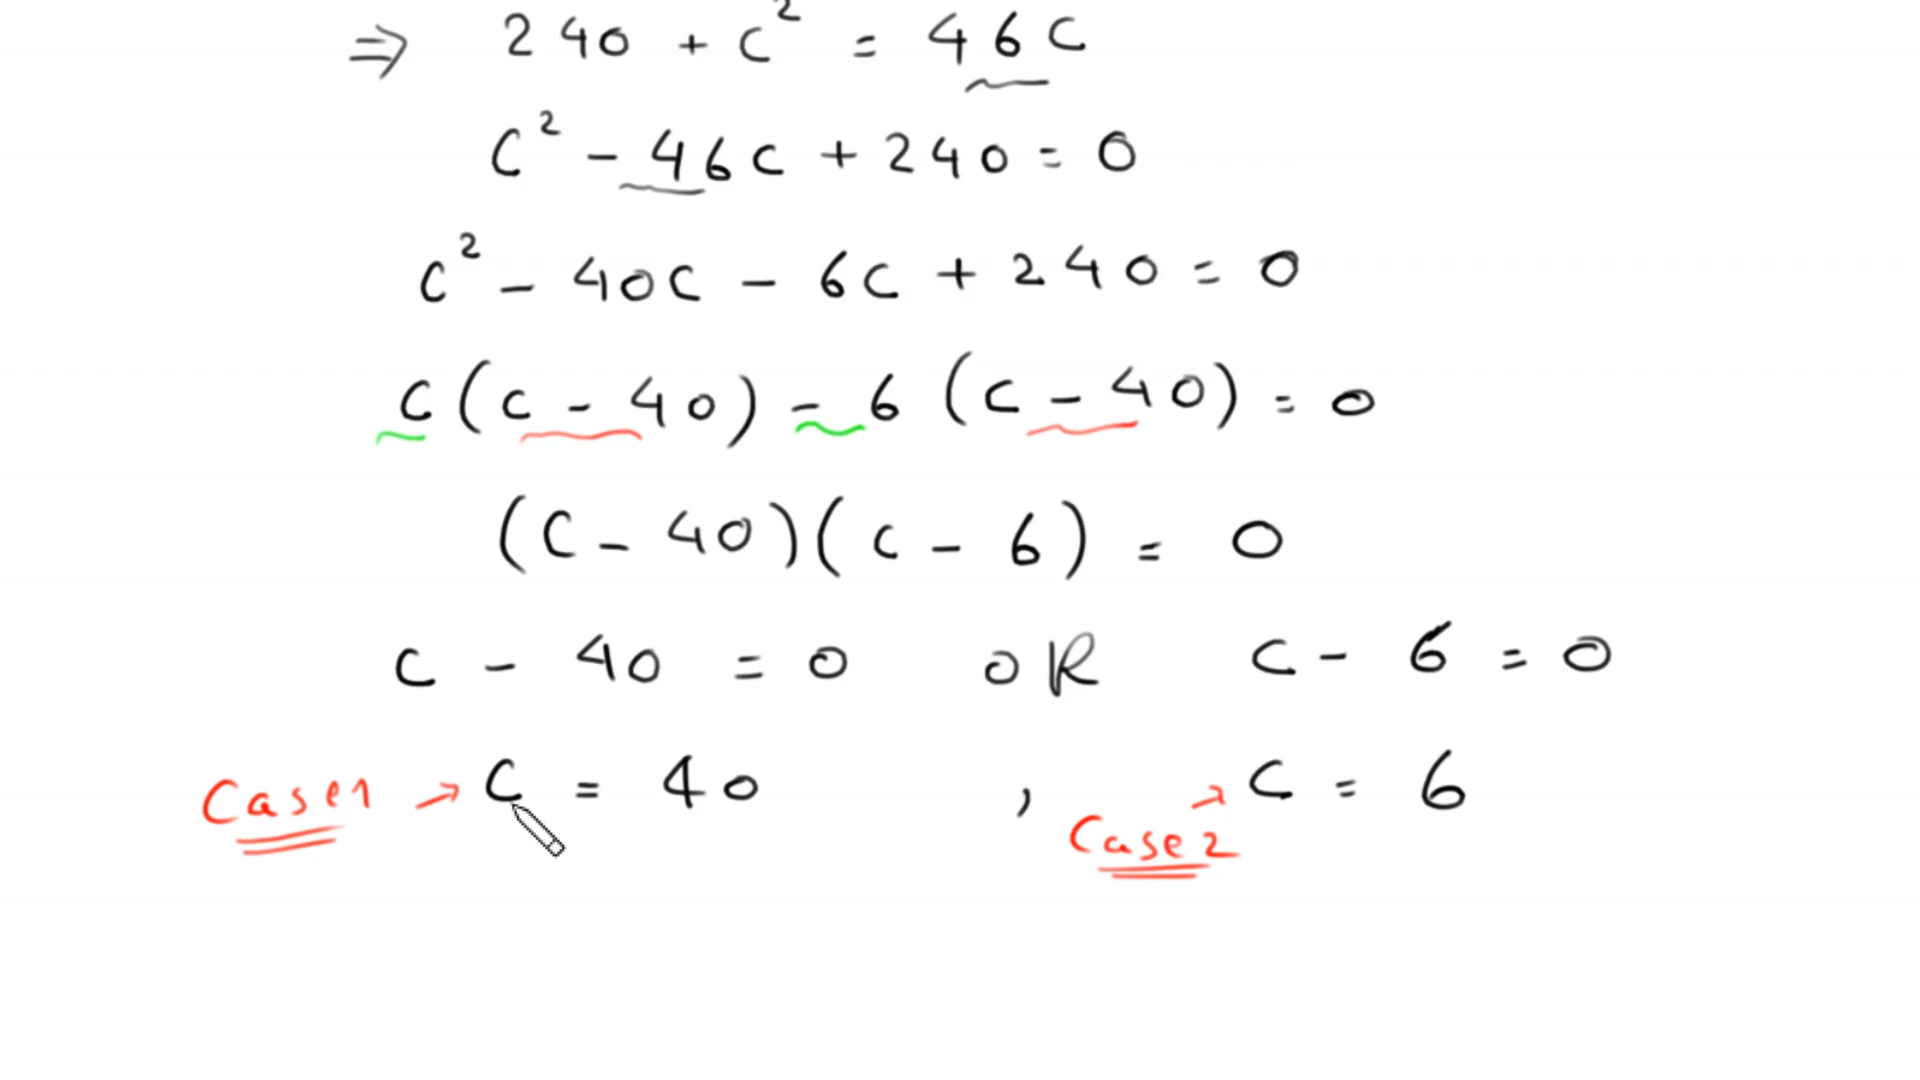 ⇒ 240 + c² = 46c
c² - 46c + 240 = 0
c² - 40c - 6c + 240 = 0
c(c - 40) - 6(c - 40) = 0
(c - 40)(c - 6) = 0
c - 40 = 0 OR c - 6 = 0
Case1 → c = 40 , Case2 → c = 6